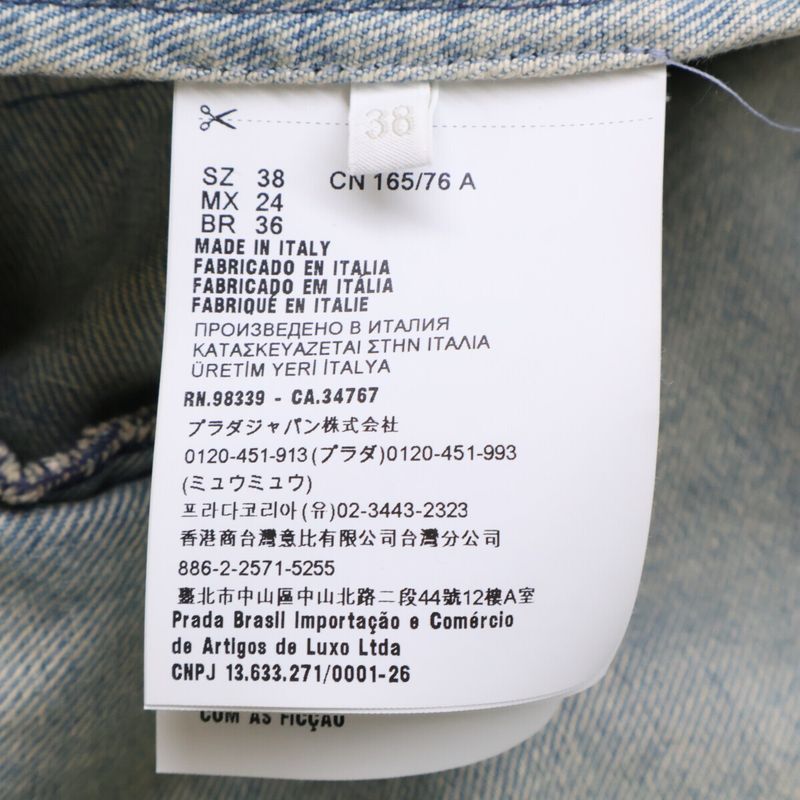 38
SZ 38 CN 165/76 A
MX 24
BR 36
MADE IN ITALY
FABRICADO EN ITALIA
FABRICADO EM ITÁLIA
FABRIQUÉ EN ITALIE
ПРОИЗВЕДЕНО В ИТАЛИЯ
ΚΑΤΑΣΚΕΥΑΖΕΤΑΙ ΣΤΗΝ ΙΤΑΛΙΑ
ÜRETİM YERİ İTALYA
RN.98339 - CA.34767
プラダジャパン株式会社
0120-451-913(プラダ)0120-451-993
(ミュウミュウ)
프라다코리아(유)02-3443-2323
香港商台灣意比有限公司台灣分公司
886-2-2571-5255
臺北市中山區中山北路二段44號12樓A室
Prada Brasil Importação e Comércio
de Artigos de Luxo Ltda
CNPJ 13.633.271/0001-26
COM AS FICÇAO